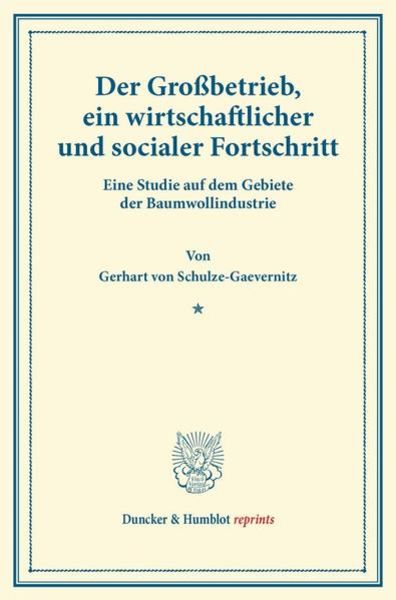 Der Großbetrieb,
ein wirtschaftlicher
und socialer Fortschritt
Eine Studie auf dem Gebiete
der Baumwollindustrie
Von
Gerhart von Schulze-Gaevernitz
Duncker & Humblot reprints